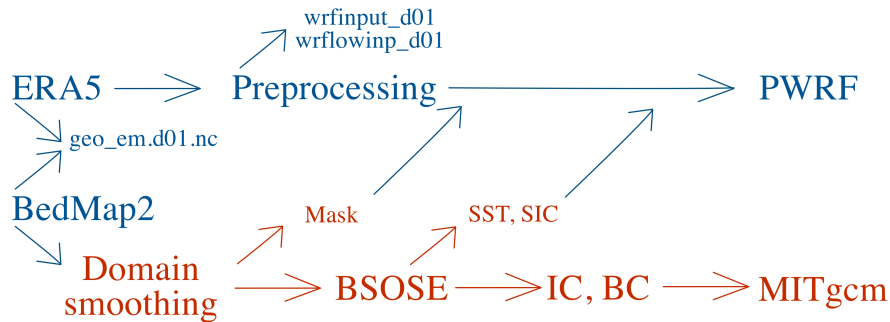 wrfinput_d01
wrflowinp_d01
ERA5
Preprocessing
PWRF
geo_em.d01.nc
BedMap2
Mask
SST, SIC
Domain
smoothing
BSOSE
IC, BC
MITgcm